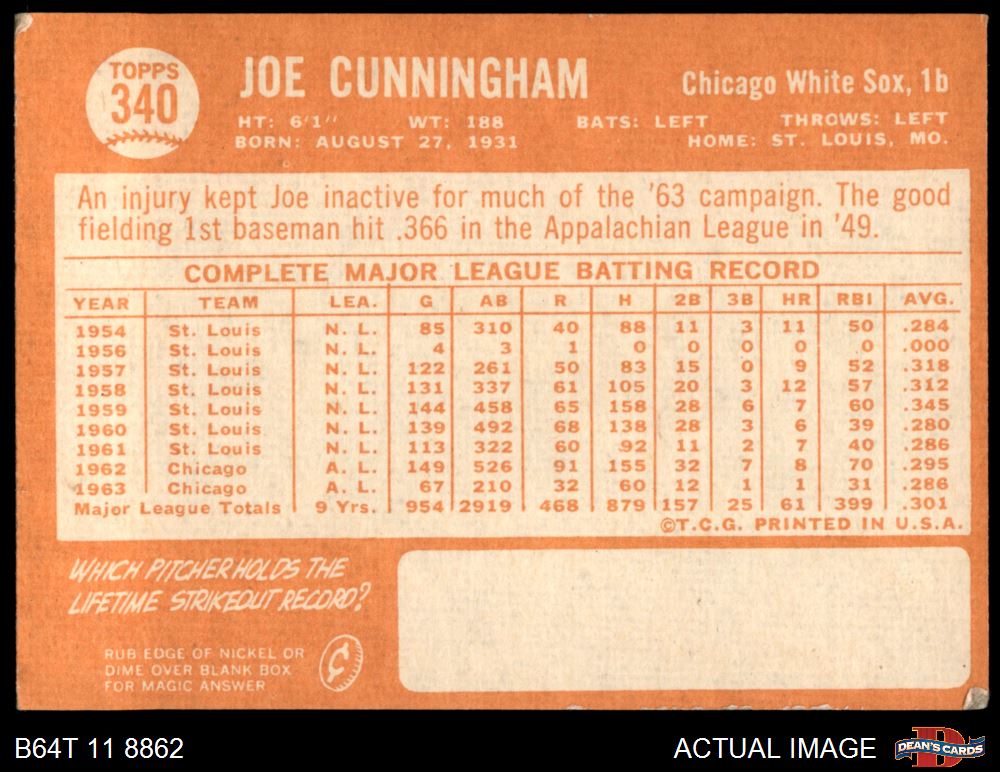 TOPPS
340
JOE CUNNINGHAM
Chicago White Sox, 1b
HT: 6'1" WT: 188 BATS: LEFT THROWS: LEFT
BORN: AUGUST 27, 1931 HOME: ST. LOUIS, MO.
An injury kept Joe inactive for much of the '63 campaign. The good
fielding 1st baseman hit .366 in the Appalachian League in '49.
COMPLETE MAJOR LEAGUE BATTING RECORD
YEAR TEAM LEA. G AB R H 2B 3B HR RBI AVG.
1954 St. Louis N. L. 85 310 40 88 11 3 11 50 .284
1956 St. Louis N. L. 4 3 1 0 0 0 0 0 .000
1957 St. Louis N. L. 122 261 50 83 15 0 9 52 .318
1958 St. Louis N. L. 131 337 61 105 20 3 12 57 .312
1959 St. Louis N. L. 144 458 65 158 28 6 7 60 .345
1960 St. Louis N. L. 139 492 68 138 28 3 6 39 .280
1961 St. Louis N. L. 113 322 60 92 11 2 7 40 .286
1962 Chicago A. L. 149 526 91 155 32 7 8 70 .295
1963 Chicago A. L. 67 210 32 60 12 1 1 31 .286
Major League Totals 9 Yrs. 954 2919 468 879 157 25 61 399 .301
©T.C.G. PRINTED IN U.S.A.
WHICH PITCHER HOLDS THE
LIFETIME STRIKEOUT RECORD?
RUB EDGE OF NICKEL OR
DIME OVER BLANK BOX
FOR MAGIC ANSWER
¢
B64T 11 8862
ACTUAL IMAGE
D
DEAN'S CARDS